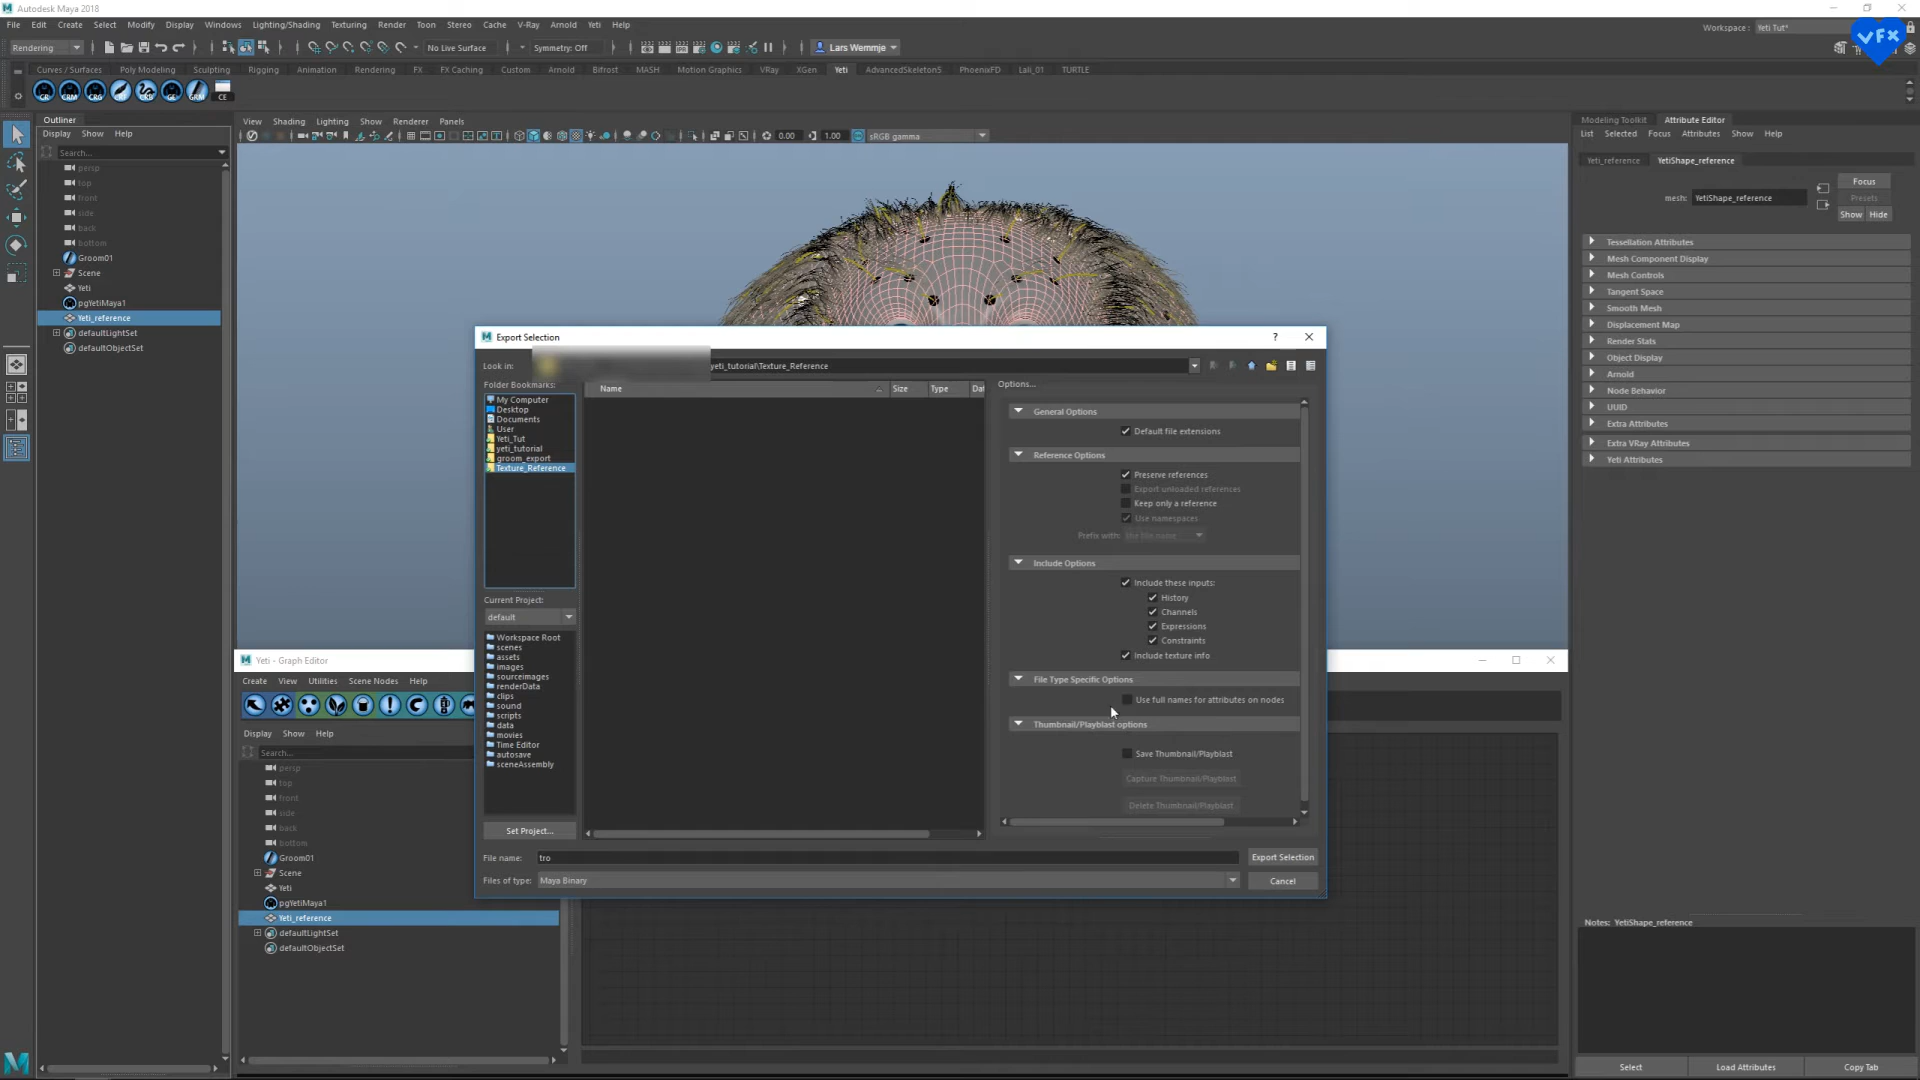 Autodesk Maya 2018
File Edit Create Select Modify Display Windows Lighting/Shading Texturing Render Toon Stereo Cache V-Ray Arnold Yeti Help
Workspace : Yeti Tut*
VFX
Rendering No Live Surface Symmetry: Off Lars Wemmje
Curves / Surfaces Poly Modeling Sculpting Rigging Animation Rendering FX FX Caching Custom Arnold Bifrost MASH Motion Graphics VRay XGen Yeti AdvancedSkeleton5 PhoenixFD Lali_01 TURTLE
CE
Outliner
Display Show Help
Search...
persp
top
front
side
back
bottom
Groom01
Scene
Yeti
pgYetiMaya1
Yeti_reference
defaultLightSet
defaultObjectSet
View Shading Lighting Show Renderer Panels
0.00 1.00 sRGB gamma
Modeling Toolkit Attribute Editor
List Selected Focus Attributes Show Help
Yeti_reference YetiShape_reference
mesh: YetiShape_reference
Focus
Presets
Show Hide
Tessellation Attributes
Mesh Component Display
Mesh Controls
Tangent Space
Smooth Mesh
Displacement Map
Render Stats
Object Display
Arnold
Node Behavior
UUID
Extra Attributes
Extra VRay Attributes
Yeti Attributes
Notes: YetiShape_reference
Select Load Attributes Copy Tab
Export Selection
Look in: yeti_tutorial\Texture_Reference
Folder Bookmarks:
My Computer
Desktop
Documents
User
Yeti_Tut
yeti_tutorial
groom_export
Texture_Reference
Name Size Type Dat
Current Project:
default
Workspace Root
scenes
assets
images
sourceimages
renderData
clips
sound
scripts
data
movies
Time Editor
autosave
sceneAssembly
Set Project...
Options...
General Options
Default file extensions
Reference Options
Preserve references
Export unloaded references
Keep only a reference
Use namespaces
Prefix with: the file name
Include Options
Include these inputs:
History
Channels
Expressions
Constraints
Include texture info
File Type Specific Options
Use full names for attributes on nodes
Thumbnail/Playblast options
Save Thumbnail/Playblast
Capture Thumbnail/Playblast
Delete Thumbnail/Playblast
File name: tro Export Selection
Files of type: Maya Binary Cancel
Yeti - Graph Editor
Create View Utilities Scene Nodes Help
Display Show Help
Search...
persp
top
front
side
back
bottom
Groom01
Scene
Yeti
pgYetiMaya1
Yeti_reference
defaultLightSet
defaultObjectSet